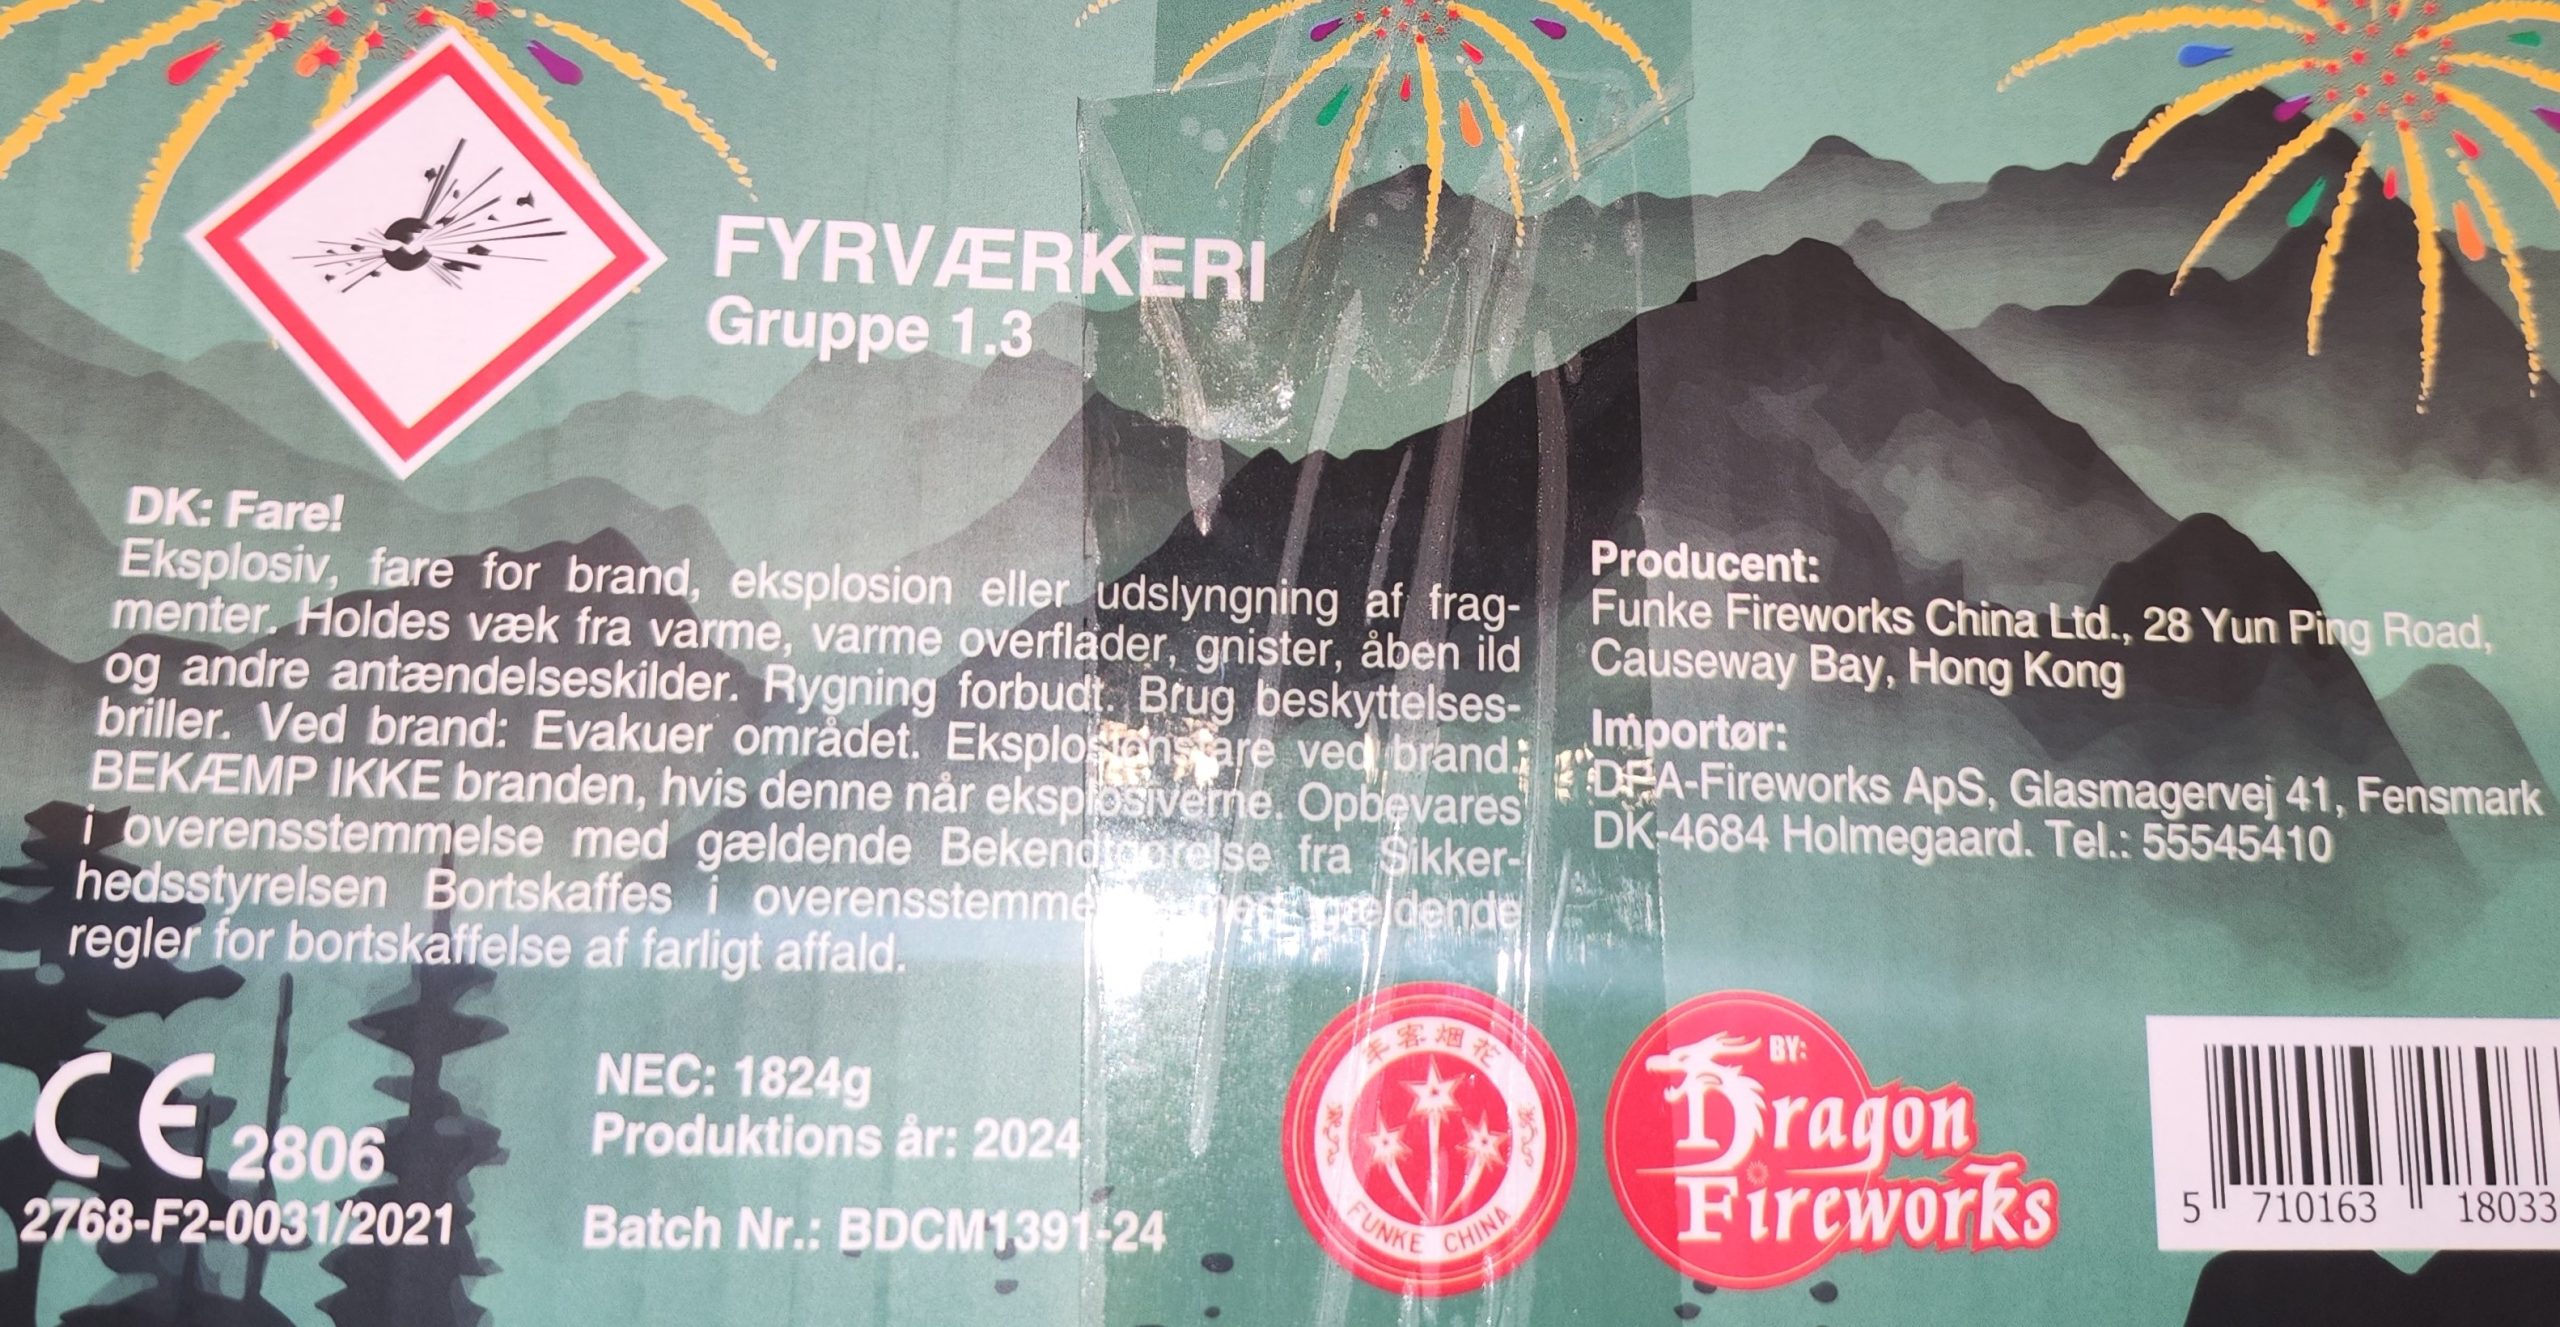 FYRVÆRKERI
Gruppe 1.3
DK: Fare!
Eksplosiv, fare for brand, eksplosion eller udslyngning af frag-
menter. Holdes væk fra varme, varme overflader, gnister, åben ild
og andre antændelseskilder. Rygning forbudt. Brug beskyttelses-
briller. Ved brand: Evakuer området. Eksplosionsfare ved brand.
BEKÆMP IKKE branden, hvis denne når eksplosiverne. Opbevares
i overensstemmelse med gældende Bekendtgørelse fra Sikker-
hedsstyrelsen Bortskaffes i overensstemmelse med gældende
regler for bortskaffelse af farligt affald.
Producent:
Funke Fireworks China Ltd., 28 Yun Ping Road,
Causeway Bay, Hong Kong
Importør:
DFA-Fireworks ApS, Glasmagervej 41, Fensmark
DK-4684 Holmegaard. Tel.: 55545410
CE 2806
2768-F2-0031/2021
NEC: 1824g
Produktions år: 2024
Batch Nr.: BDCM1391-24
丰客烟花
FUNKE CHINA
BY:
Dragon
Fireworks
5 710163 18033